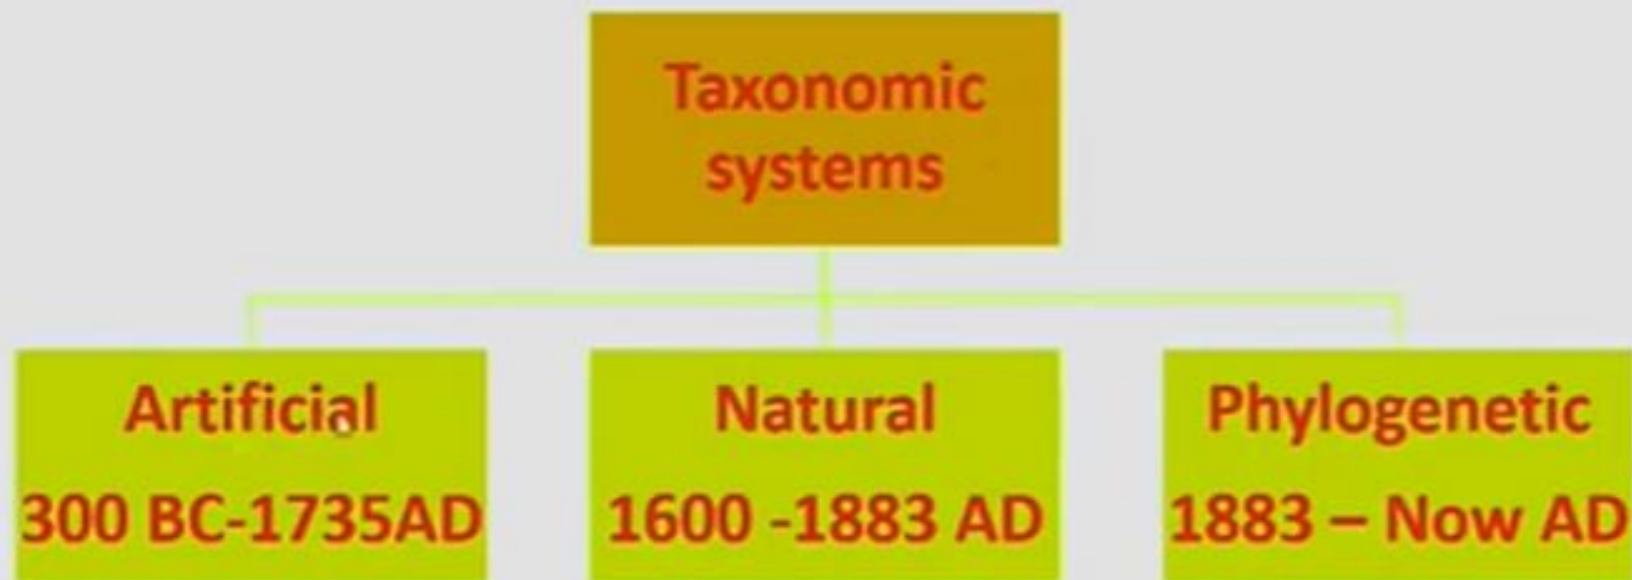 Taxonomic
systems
Artificial
300 BC-1735AD
Natural
1600 -1883 AD
Phylogenetic
1883 – Now AD